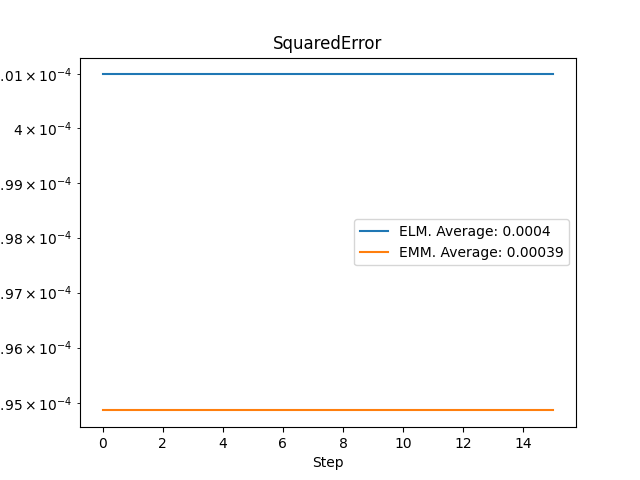 SquaredError
.01 × 10⁻⁴
4 × 10⁻⁴
.99 × 10⁻⁴
.98 × 10⁻⁴
.97 × 10⁻⁴
.96 × 10⁻⁴
.95 × 10⁻⁴
ELM. Average: 0.0004
EMM. Average: 0.00039
0 2 4 6 8 10 12 14
Step